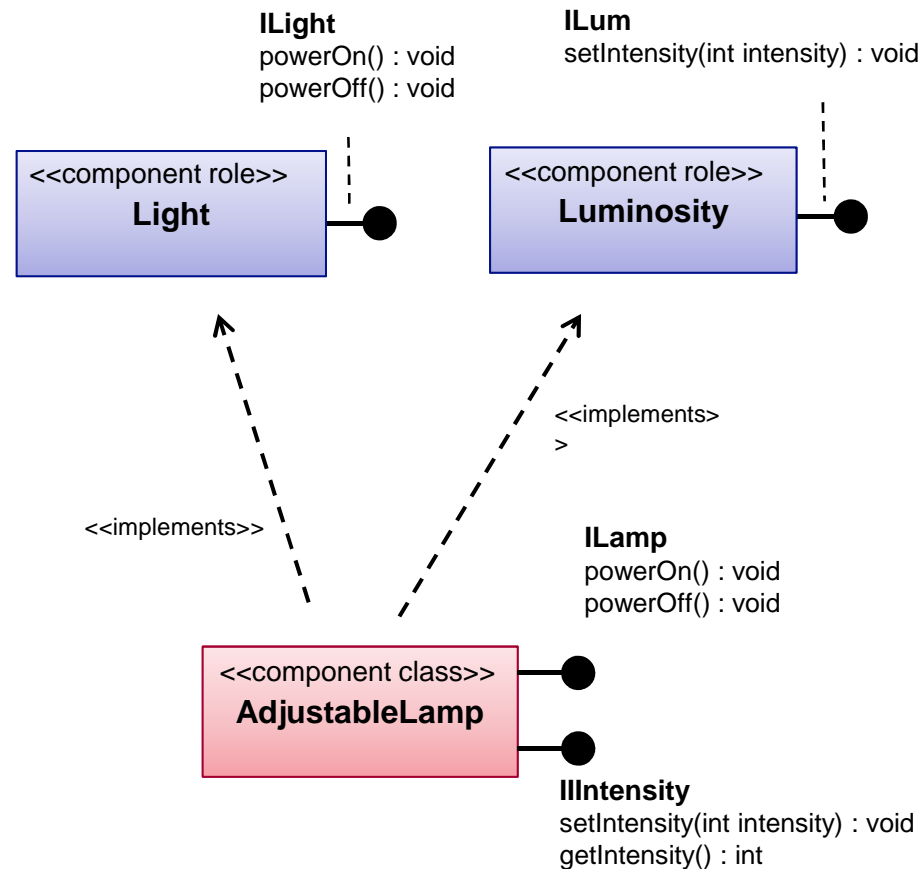 ILight
powerOn() : void
powerOff() : void
ILum
setIntensity(int intensity) : void
<<component role>>
Light
<<component role>>
Luminosity
<<implements>
>
<<implements>>
ILamp
powerOn() : void
powerOff() : void
<<component class>>
AdjustableLamp
IIIntensity
setIntensity(int intensity) : void
getIntensity() : int